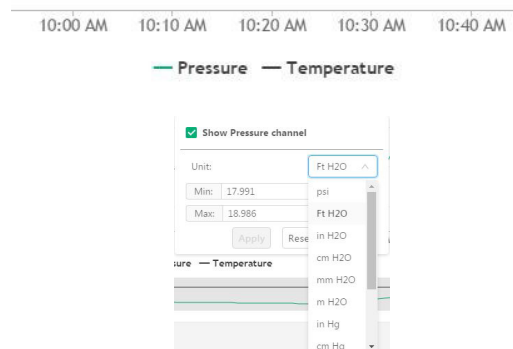 10:00 AM 10:10 AM 10:20 AM 10:30 AM 10:40 AM
— Pressure — Temperature
Show Pressure channel
Unit: Ft H2O
Min: 17.991
psi
Max: 18.986
Ft H2O
Apply
in H2O
— Temperature
cm H2O
mm H2O
m H2O
in Hg
cm Hg